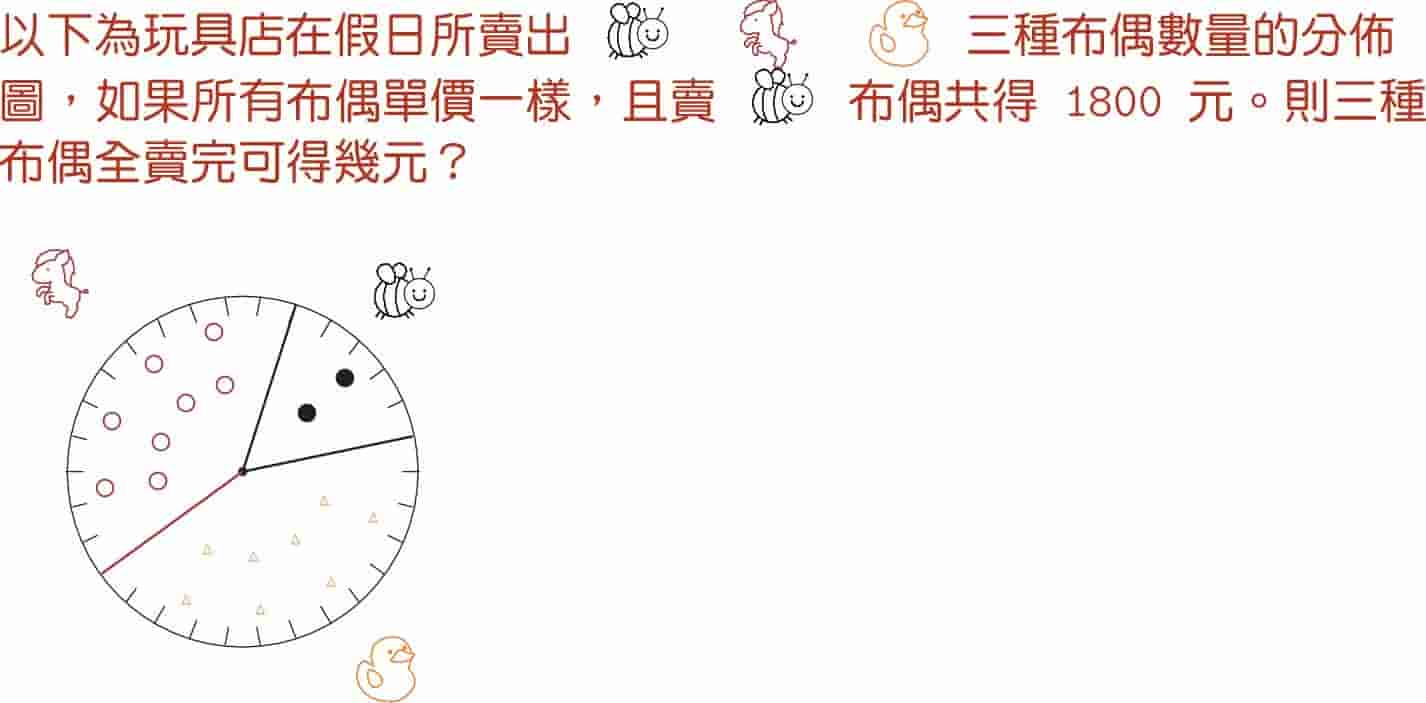 以下為玩具店在假日所賣出 三種布偶數量的分佈
圖，如果所有布偶單價一樣，且賣 布偶共得 1800 元。則三種
布偶全賣完可得幾元？